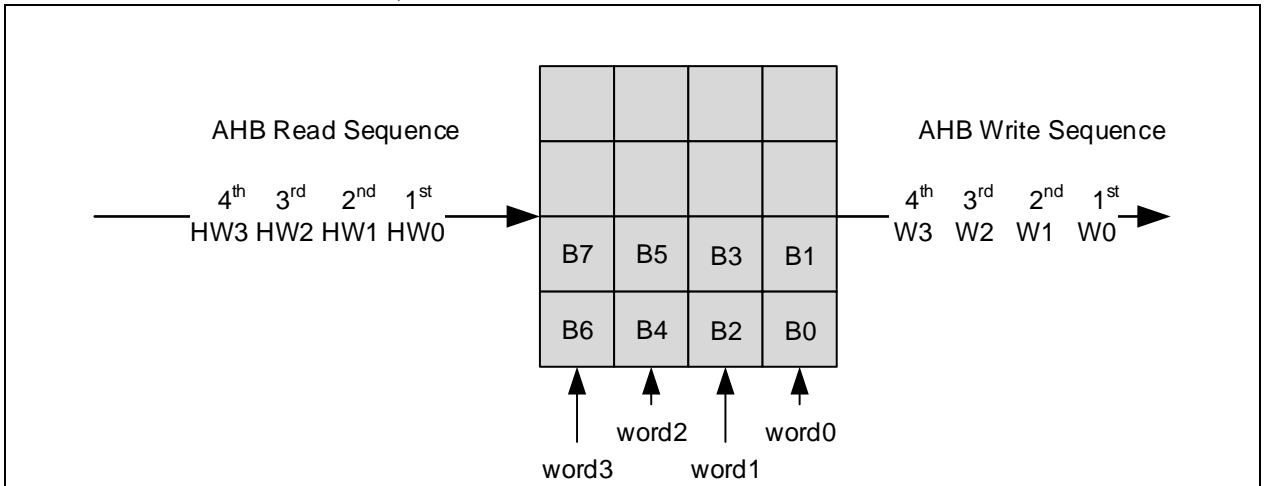 AHB Read Sequence
AHB Write Sequence
4th 3rd 2nd 1st
HW3 HW2 HW1 HW0
4th 3rd 2nd 1st
W3 W2 W1 W0
B7 B5 B3 B1
B6 B4 B2 B0
word2 word0
word3 word1